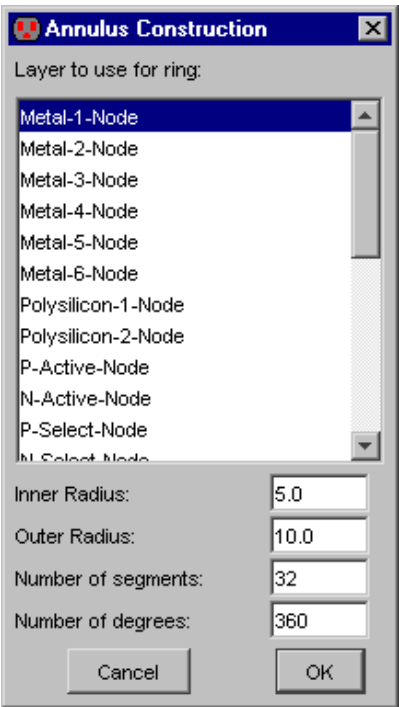 Annulus Construction
Layer to use for ring:
Metal-1-Node
Metal-2-Node
Metal-3-Node
Metal-4-Node
Metal-5-Node
Metal-6-Node
Polysilicon-1-Node
Polysilicon-2-Node
P-Active-Node
N-Active-Node
P-Select-Node
N-Select-Node
Inner Radius: 5.0
Outer Radius: 10.0
Number of segments: 32
Number of degrees: 360
Cancel OK